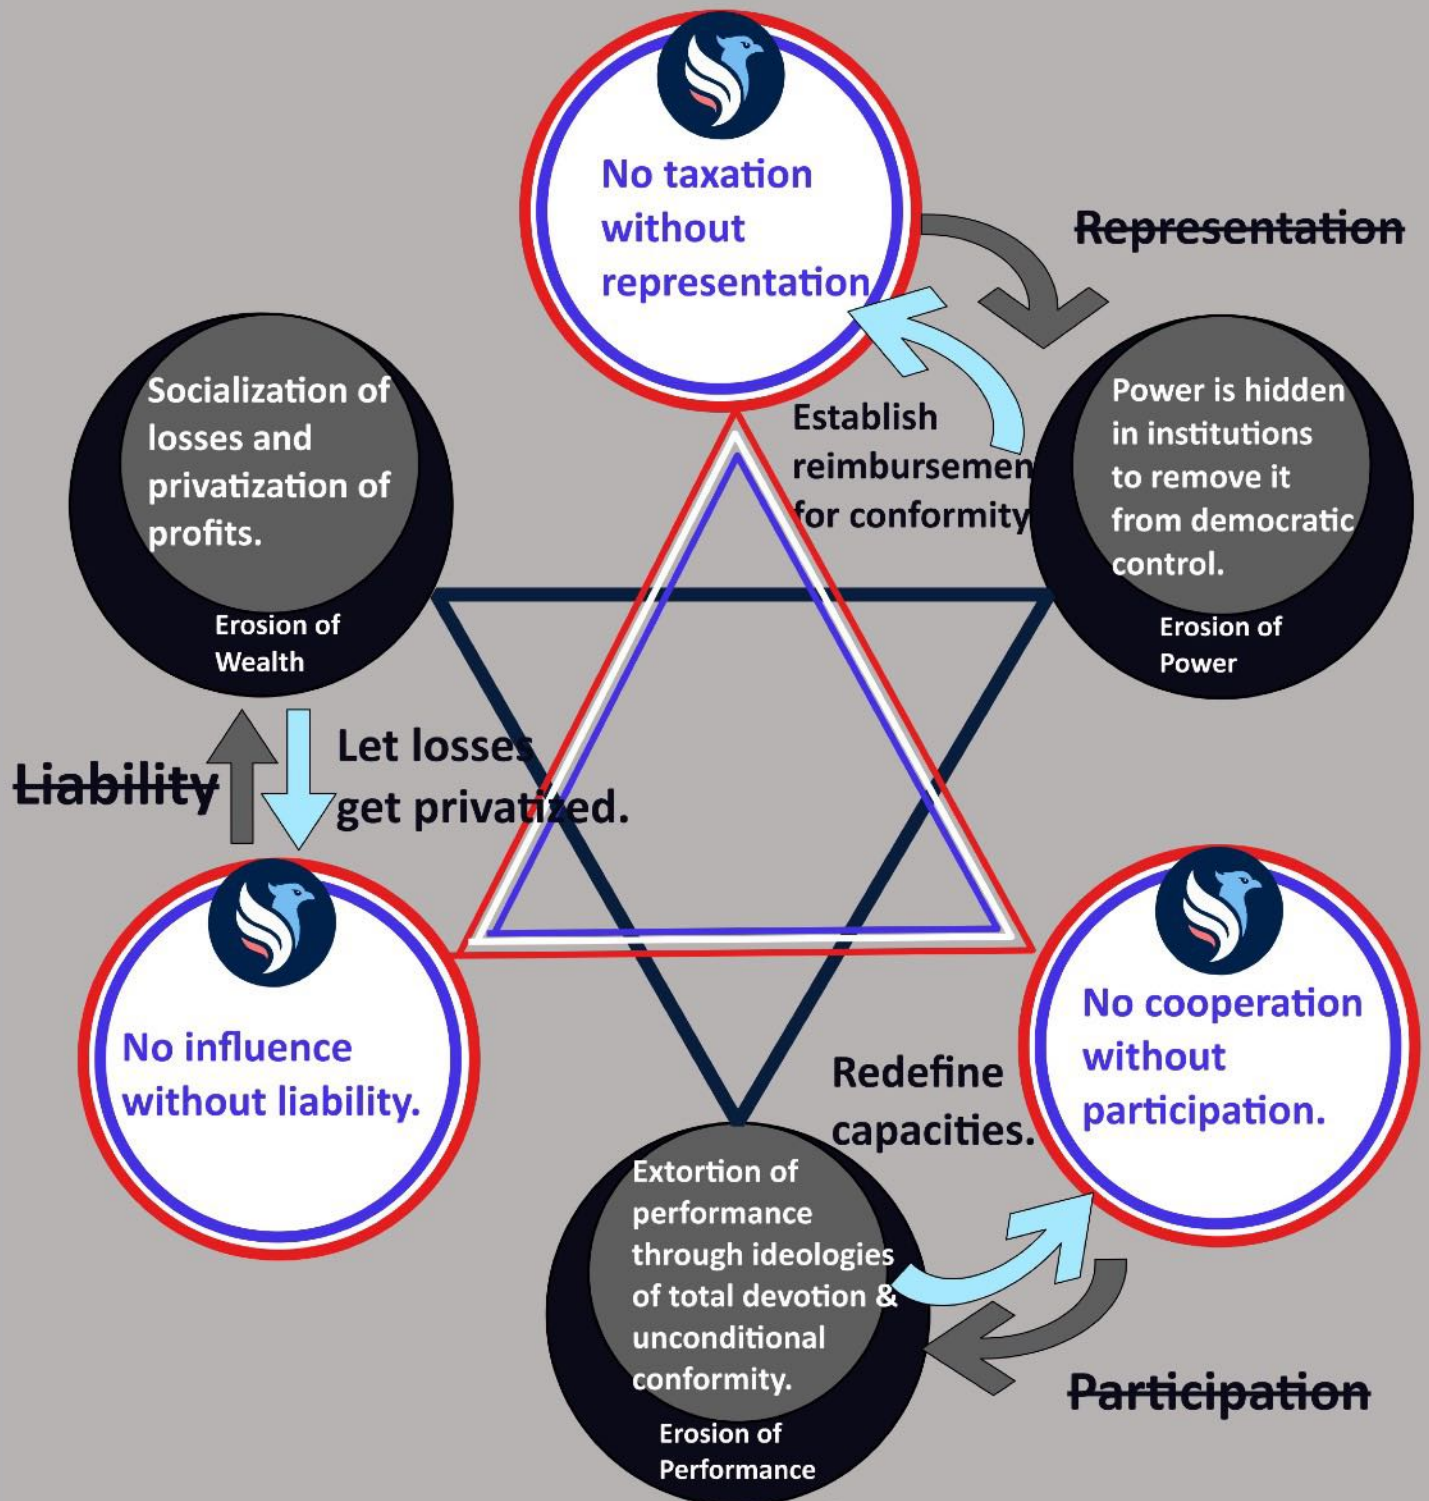 No taxation
without
representation
Representation
Establish
reimbursemen
for conformity
Power is hidden
in institutions
to remove it
from democratic
control.
Erosion of
Power
Socialization of
losses and
privatization of
profits.
Erosion of
Wealth
Liability
Let losses
get privatized.
No influence
without liability.
No cooperation
without
participation.
Redefine
capacities.
Extortion of
performance
through ideologies
of total devotion &
unconditional
conformity.
Erosion of
Performance
Participation